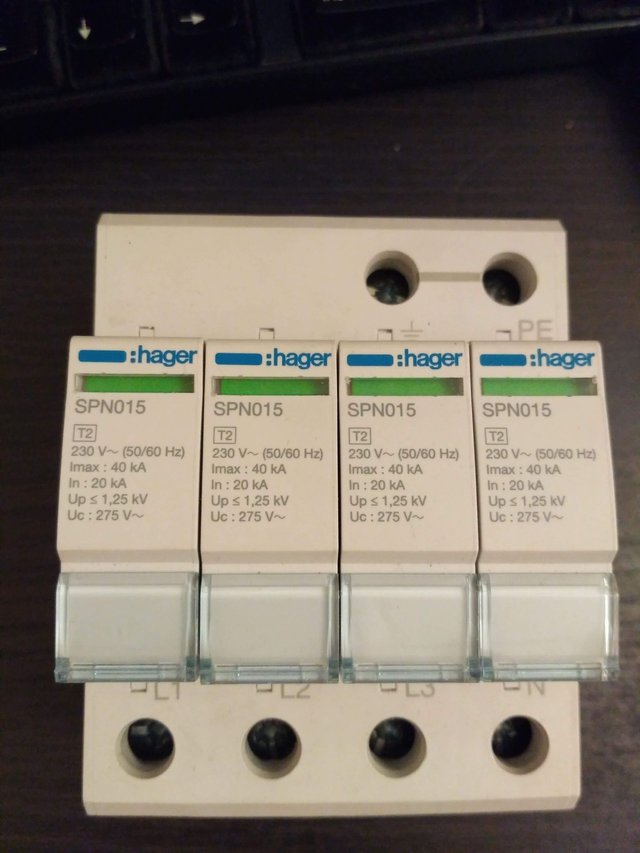 PE
:hager
:hager
:hager
:hager
SPN015
SPN015
SPN015
SPN015
T2
T2
T2
T2
230 V~ (50/60 Hz)
230 V~ (50/60 Hz)
230 V~ (50/60 Hz)
230 V~ (50/60 Hz)
Imax : 40 kA
Imax : 40 kA
Imax : 40 kA
Imax : 40 kA
In : 20 kA
In : 20 kA
In : 20 kA
In : 20 kA
Up ≤ 1,25 kV
Up ≤ 1,25 kV
Up ≤ 1,25 kV
Up ≤ 1,25 kV
Uc : 275 V~
Uc : 275 V~
Uc : 275 V~
Uc : 275 V~
L1
L2
L3
N